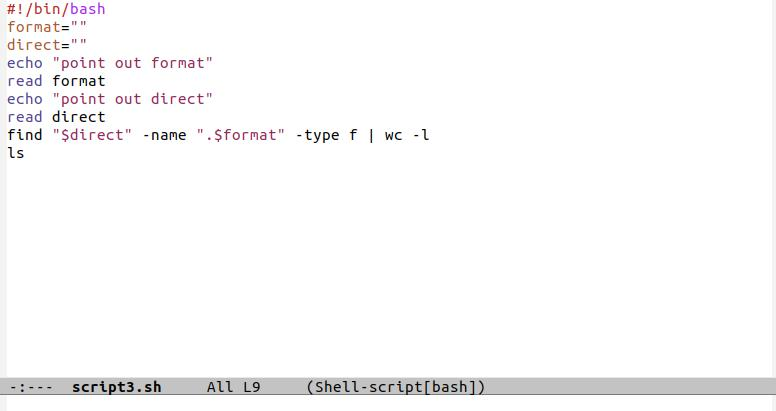 #!/bin/bash
format=""
direct=""
echo "point out format"
read format
echo "point out direct"
read direct
find "$direct" -name ".$format" -type f | wc -l
ls
-:---  script3.sh     All L9     (Shell-script[bash])